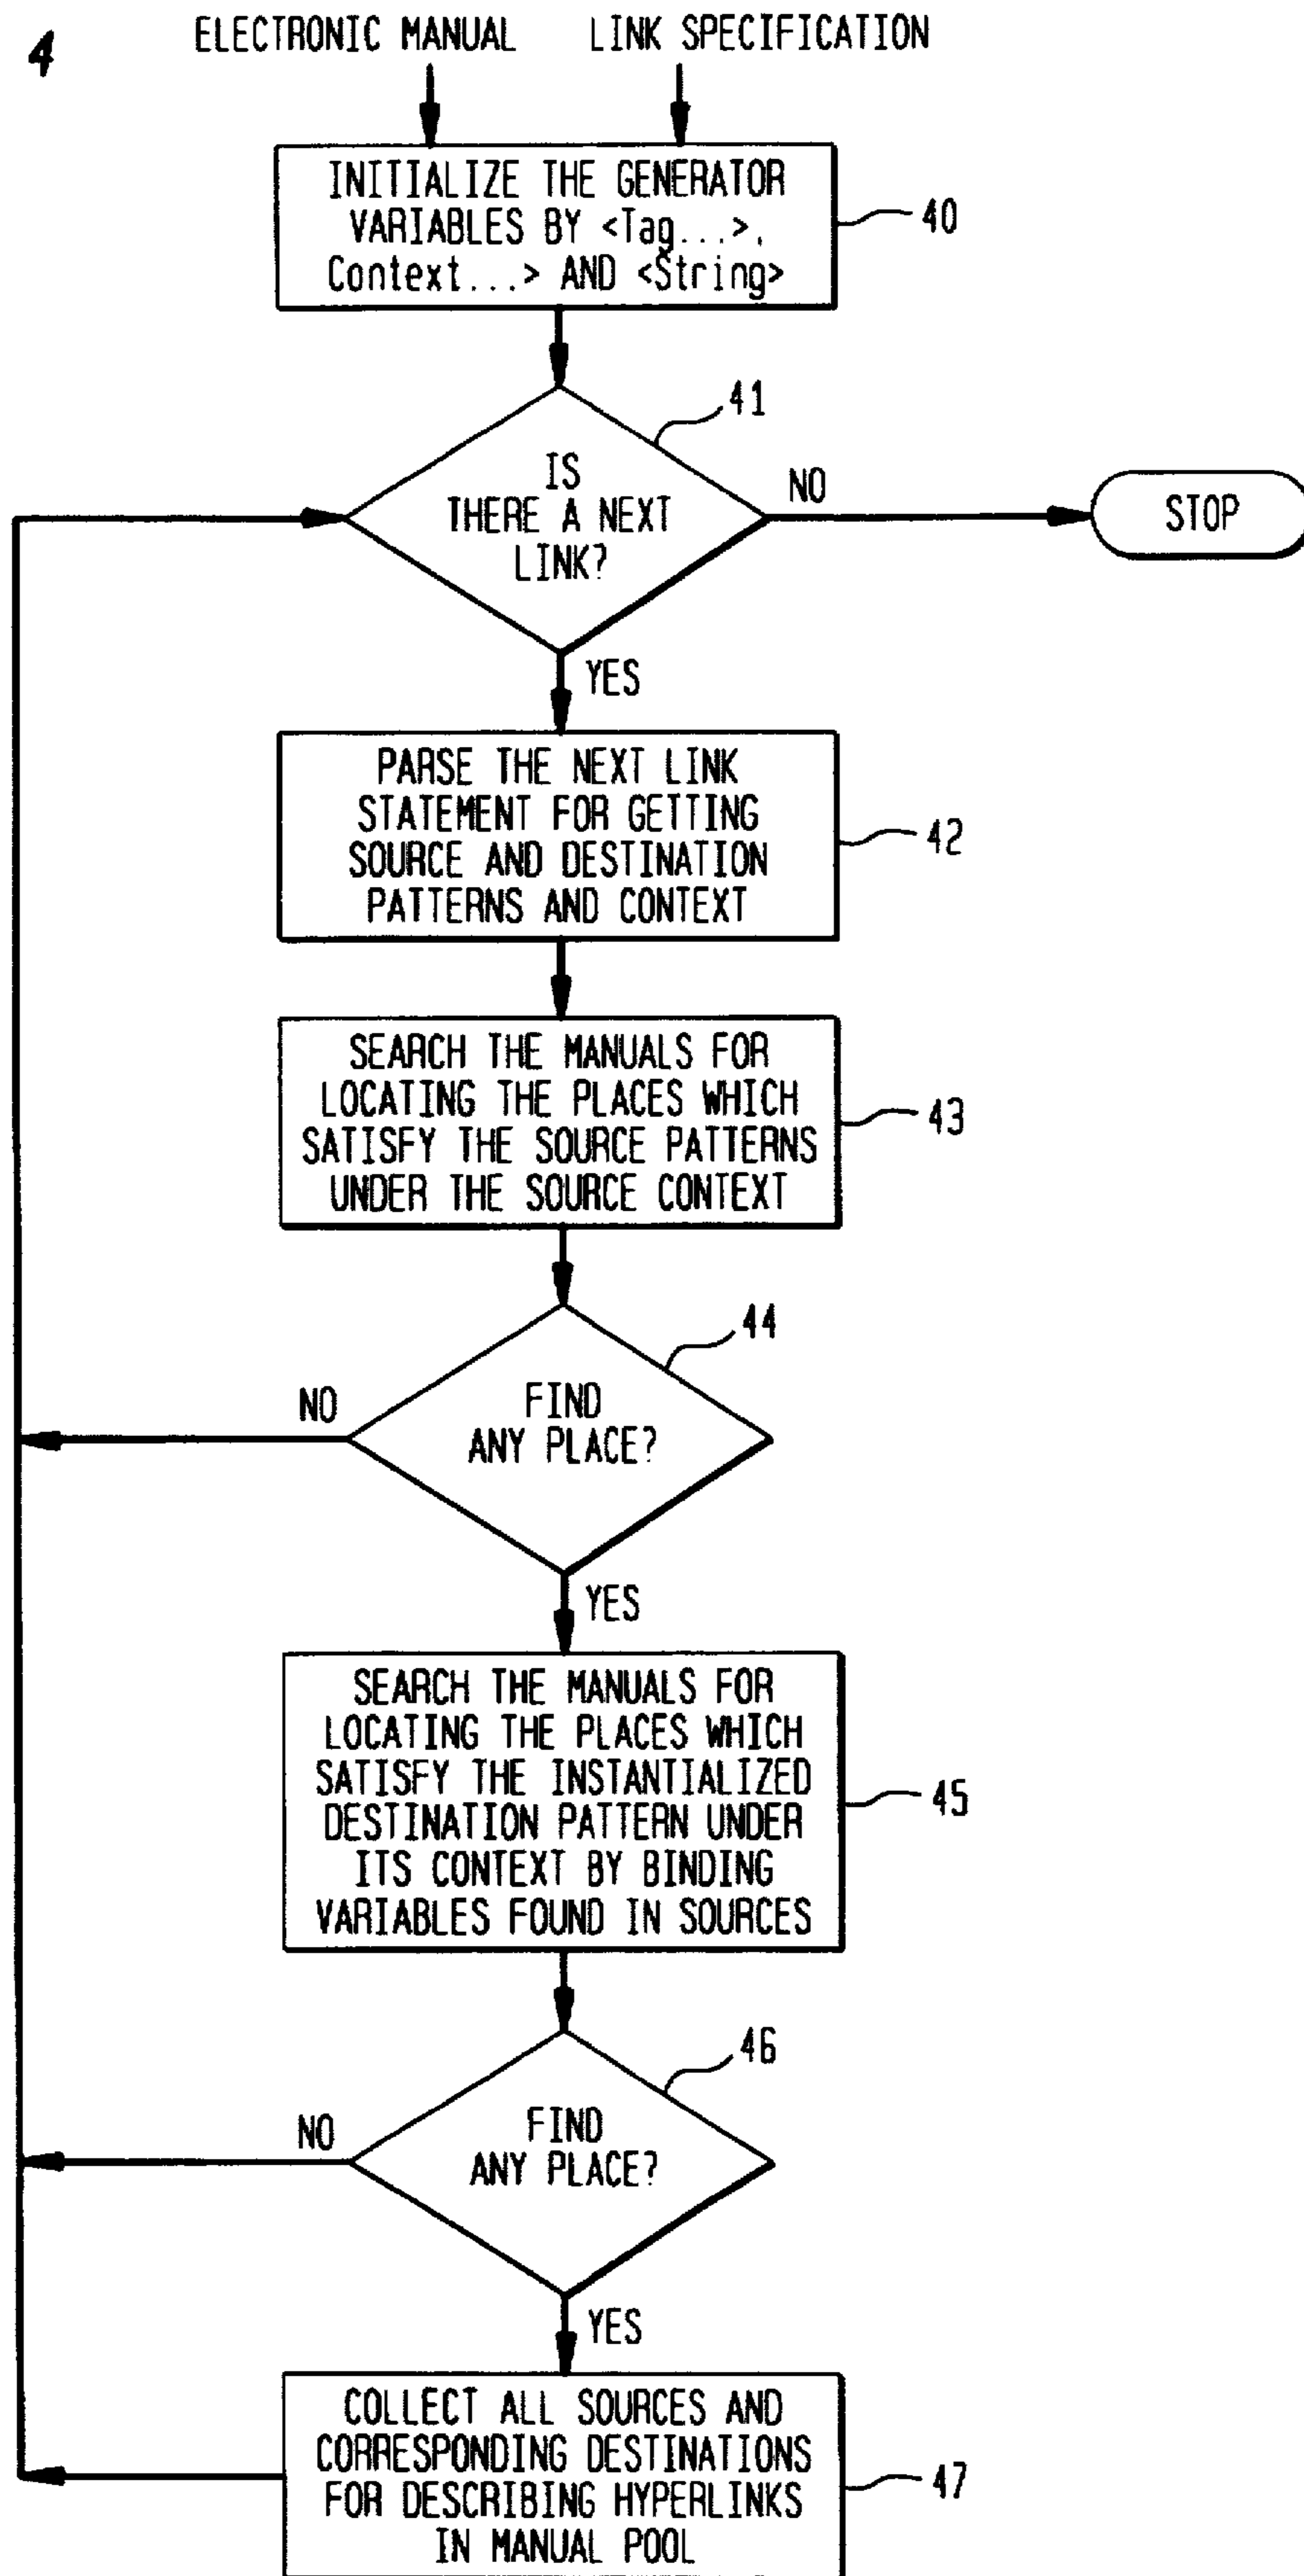 4
ELECTRONIC MANUAL
LINK SPECIFICATION
INITIALIZE THE GENERATOR
VARIABLES BY <Tag...>,
Context...> AND <String>
40
41
IS
THERE A NEXT
LINK?
NO
STOP
YES
PARSE THE NEXT LINK
STATEMENT FOR GETTING
SOURCE AND DESTINATION
PATTERNS AND CONTEXT
42
SEARCH THE MANUALS FOR
LOCATING THE PLACES WHICH
SATISFY THE SOURCE PATTERNS
UNDER THE SOURCE CONTEXT
43
44
FIND
ANY PLACE?
NO
YES
SEARCH THE MANUALS FOR
LOCATING THE PLACES WHICH
SATISFY THE INSTANTIALIZED
DESTINATION PATTERN UNDER
ITS CONTEXT BY BINDING
VARIABLES FOUND IN SOURCES
45
46
FIND
ANY PLACE?
NO
YES
COLLECT ALL SOURCES AND
CORRESPONDING DESTINATIONS
FOR DESCRIBING HYPERLINKS
IN MANUAL POOL
47